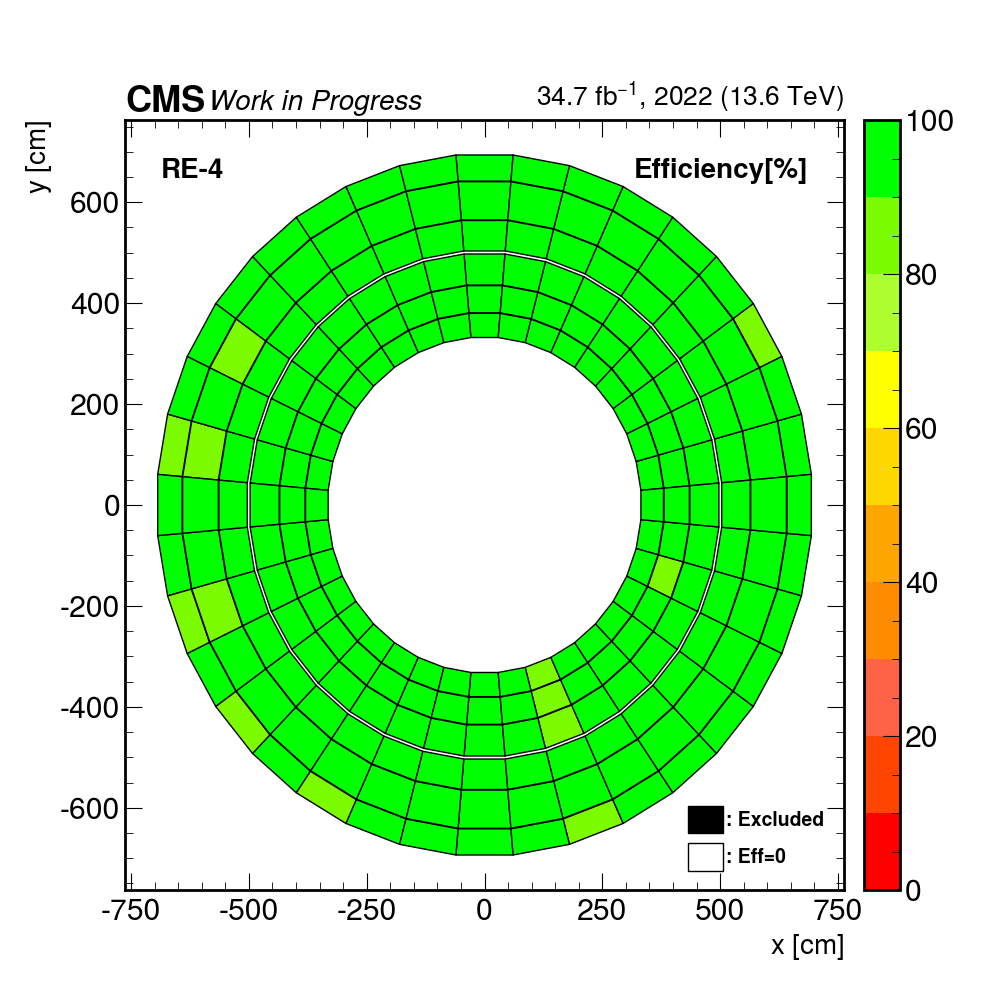 CMS Work in Progress 34.7 fb⁻¹, 2022 (13.6 TeV)
y [cm]
RE-4 Efficiency[%]
600
400
200
0
-200
-400
-600
-750 -500 -250 0 250 500 750
x [cm]
: Excluded
: Eff=0
100
80
60
40
20
0